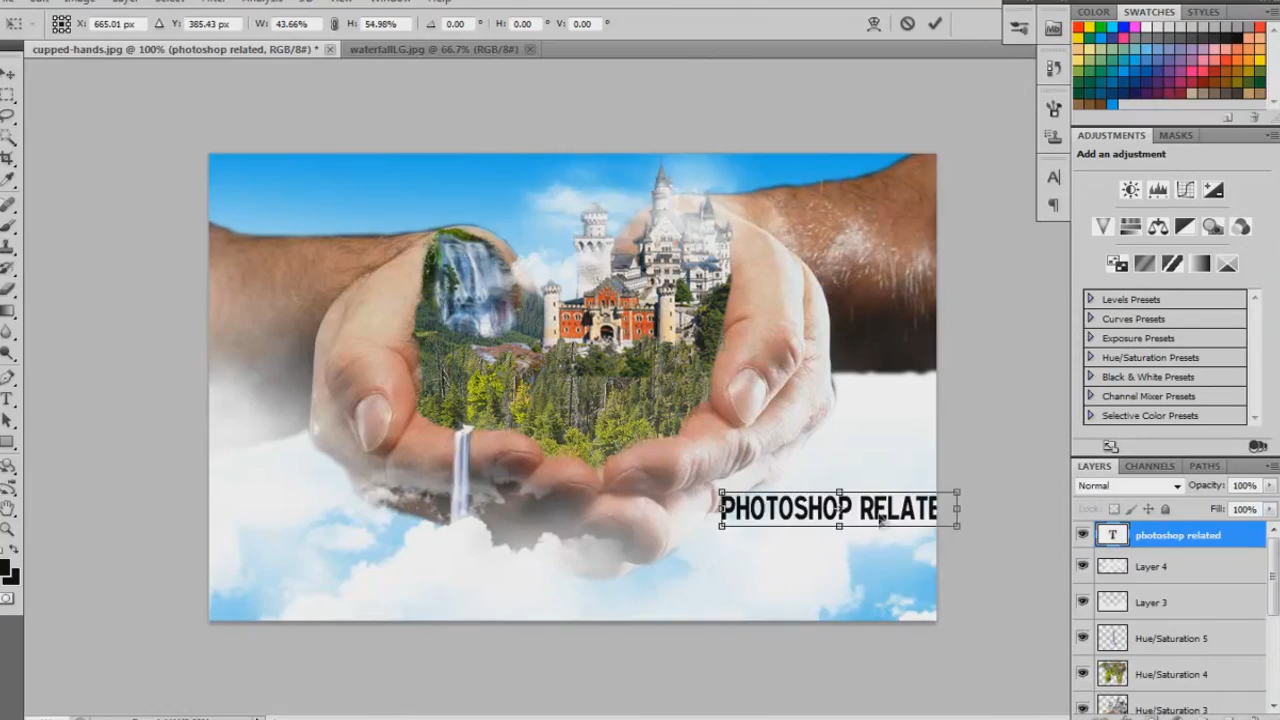 X: 665.01 px Y: 385.43 px W: 43.66% H: 54.98% 0.00 ° H: 0.00 ° V: 0.00 °
cupped-hands.jpg @ 100% (photoshop related, RGB/8#) * waterfallLG.jpg @ 66.7% (RGB/8#)
COLOR SWATCHES STYLES
Mb
A
ADJUSTMENTS MASKS
Add an adjustment
Levels Presets
Curves Presets
Exposure Presets
Hue/Saturation Presets
Black & White Presets
Channel Mixer Presets
Selective Color Presets
LAYERS CHANNELS PATHS
Normal Opacity: 100%
Lock: Fill: 100%
PHOTOSHOP RELATE
T photoshop related
Layer 4
Layer 3
Hue/Saturation 5
Hue/Saturation 4
Hue/Saturation 3